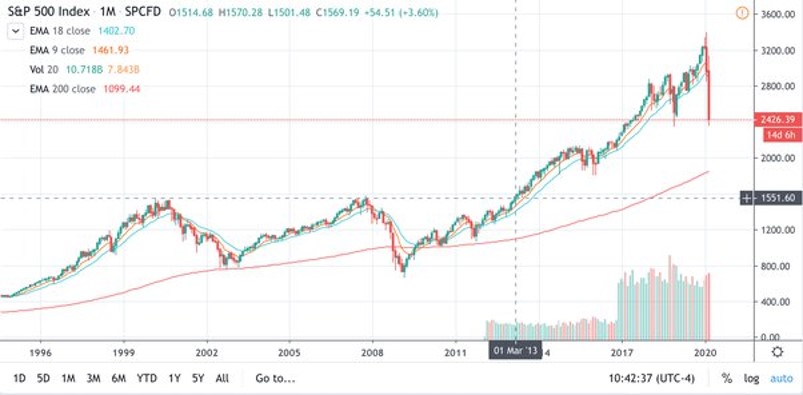 S&P 500 Index · 1M · SPCFD O1514.68 H1570.28 L1501.48 C1569.19 +54.51 (+3.60%)
EMA 18 close 1402.70
EMA 9 close 1461.93
Vol 20 10.718B 7.843B
EMA 200 close 1099.44
3600.00
3200.00
2800.00
2426.39
14d 6h
2000.00
1551.60
1200.00
800.00
400.00
0.00
1996 1999 2002 2005 2008 2011 01 Mar '13 4 2017 2020
1D 5D 1M 3M 6M YTD 1Y 5Y All Go to... 10:42:37 (UTC-4) % log auto